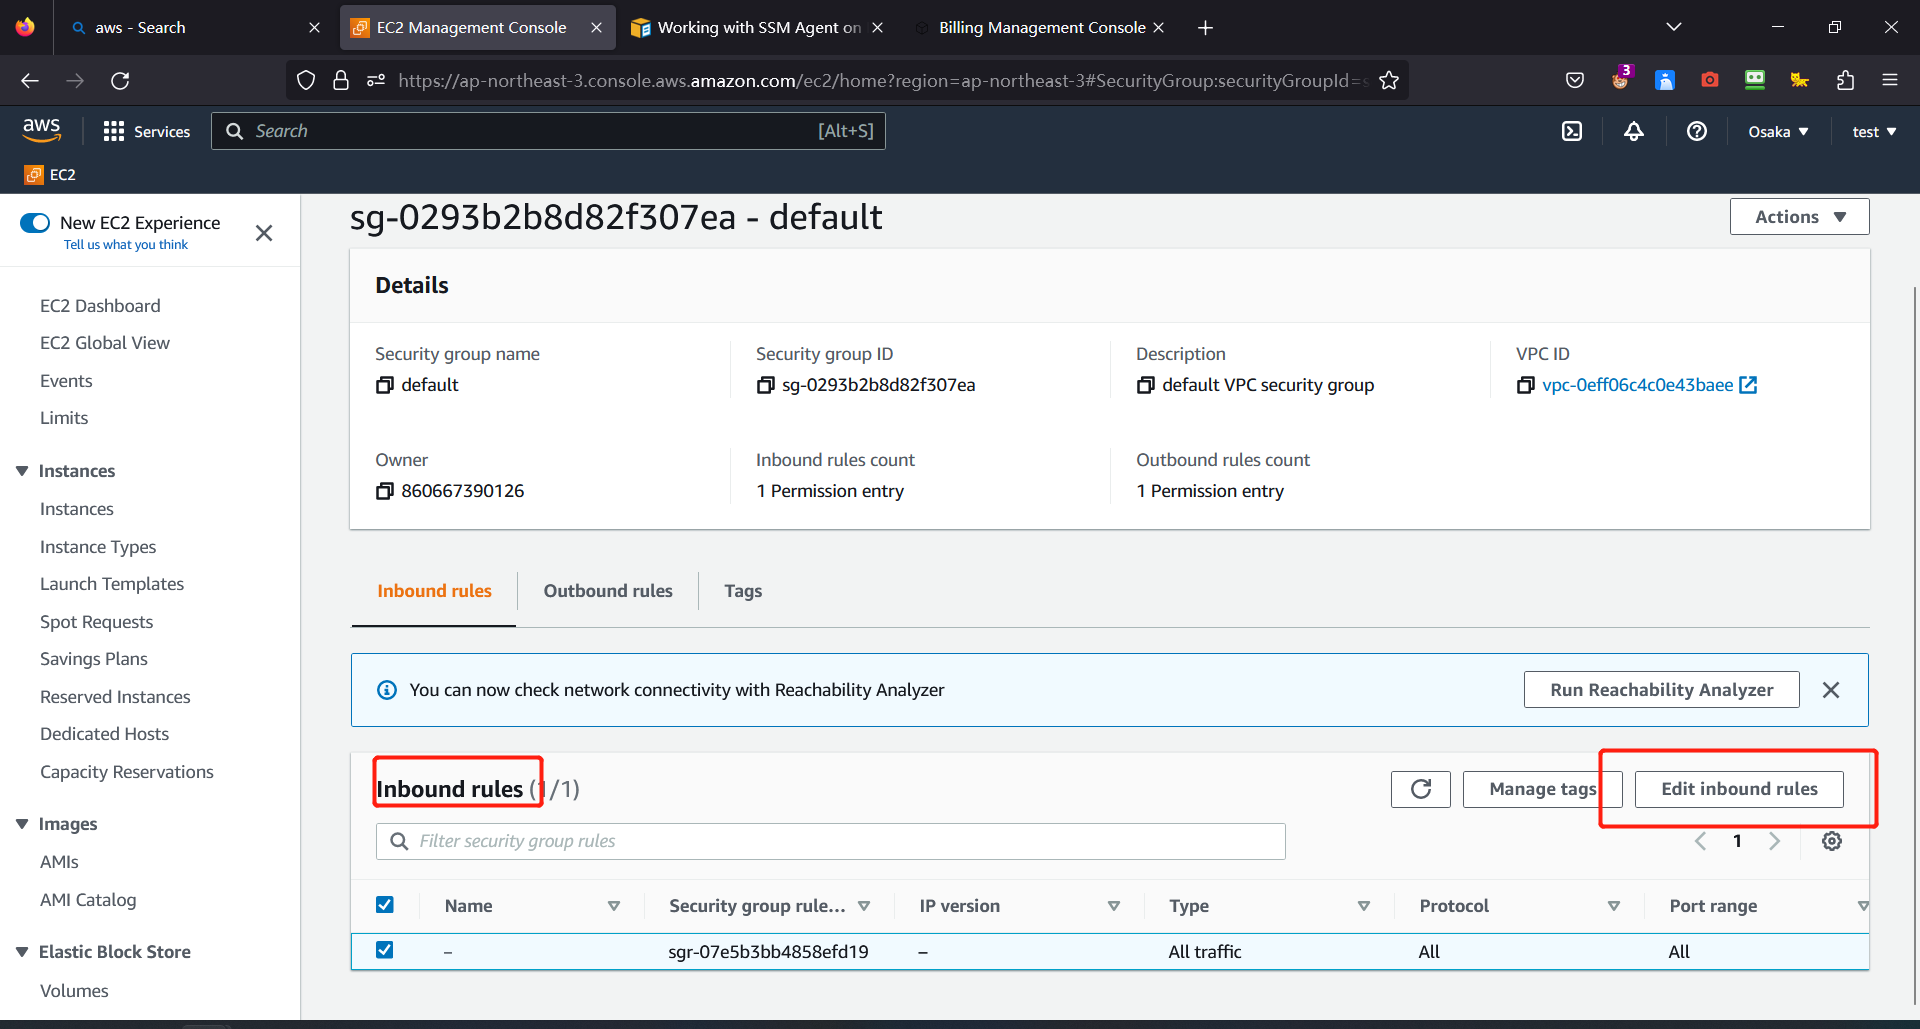 aws - Search
EC2 Management Console
Working with SSM Agent on
Billing Management Console
https://ap-northeast-3.console.aws.amazon.com/ec2/home?region=ap-northeast-3#SecurityGroup:securityGroupId=s
3
aws
Services
Search
[Alt+S]
Osaka
test
EC2
New EC2 Experience
Tell us what you think
EC2 Dashboard
EC2 Global View
Events
Limits
Instances
Instances
Instance Types
Launch Templates
Spot Requests
Savings Plans
Reserved Instances
Dedicated Hosts
Capacity Reservations
Images
AMIs
AMI Catalog
Elastic Block Store
Volumes
sg-0293b2b8d82f307ea - default
Actions
Details
Security group name
default
Security group ID
sg-0293b2b8d82f307ea
Description
default VPC security group
VPC ID
vpc-0eff06c4c0e43baee
Owner
860667390126
Inbound rules count
1 Permission entry
Outbound rules count
1 Permission entry
Inbound rules
Outbound rules
Tags
You can now check network connectivity with Reachability Analyzer
Run Reachability Analyzer
Inbound rules (1/1)
Manage tags
Edit inbound rules
Filter security group rules
1
Name
Security group rule...
IP version
Type
Protocol
Port range
–
sgr-07e5b3bb4858efd19
–
All traffic
All
All